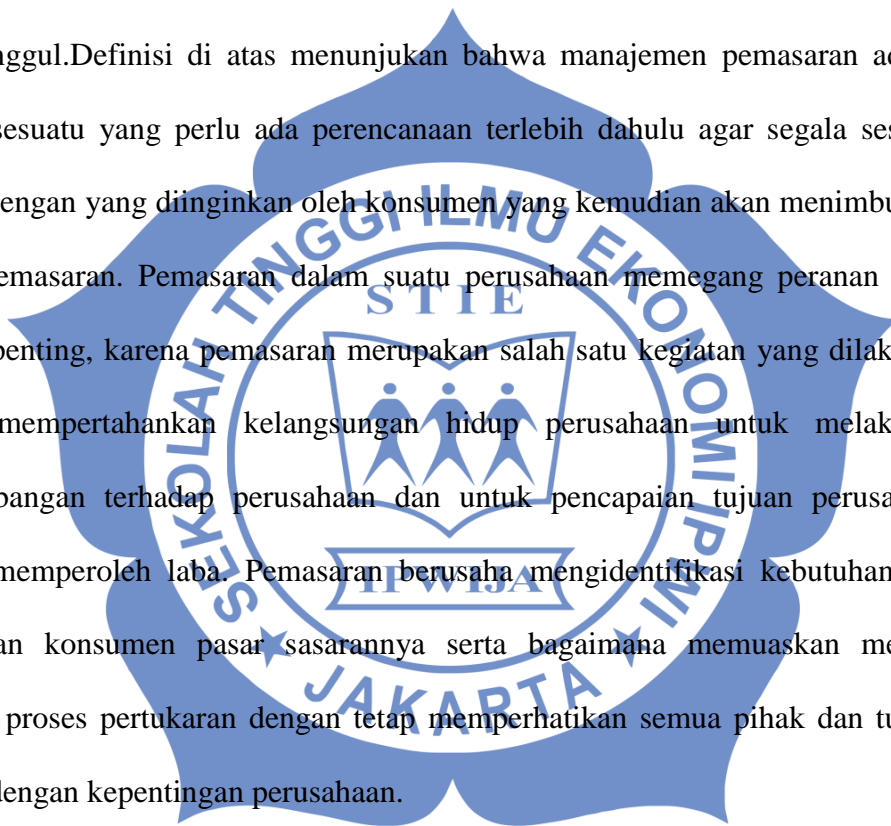 nggul.Definisi di atas menunjukan bahwa manajemen pemasaran ad
sesuatu yang perlu ada perencanaan terlebih dahulu agar segala ses
engan yang diinginkan oleh konsumen yang kemudian akan menimbu
emasaran. Pemasaran dalam suatu perusahaan memegang peranan
penting, karena pemasaran merupakan salah satu kegiatan yang dilak
mempertahankan kelangsungan hidup perusahaan untuk melak
bangan terhadap perusahaan dan untuk pencapaian tujuan perusa
memperoleh laba. Pemasaran berusaha mengidentifikasi kebutuhan
an konsumen pasar sasarannya serta bagaimana memuaskan me
proses pertukaran dengan tetap memperhatikan semua pihak dan tu
dengan kepentingan perusahaan.
SEKOLAH TINGGI ILMU EKONOMI IPWI
STIE
IPWIJA
★ JAKARTA ★